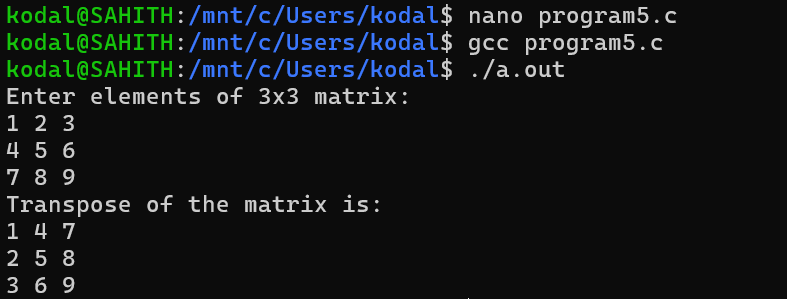 kodal@SAHITH:/mnt/c/Users/kodal$ nano program5.c
kodal@SAHITH:/mnt/c/Users/kodal$ gcc program5.c
kodal@SAHITH:/mnt/c/Users/kodal$ ./a.out
Enter elements of 3x3 matrix:
1 2 3
4 5 6
7 8 9
Transpose of the matrix is:
1 4 7
2 5 8
3 6 9